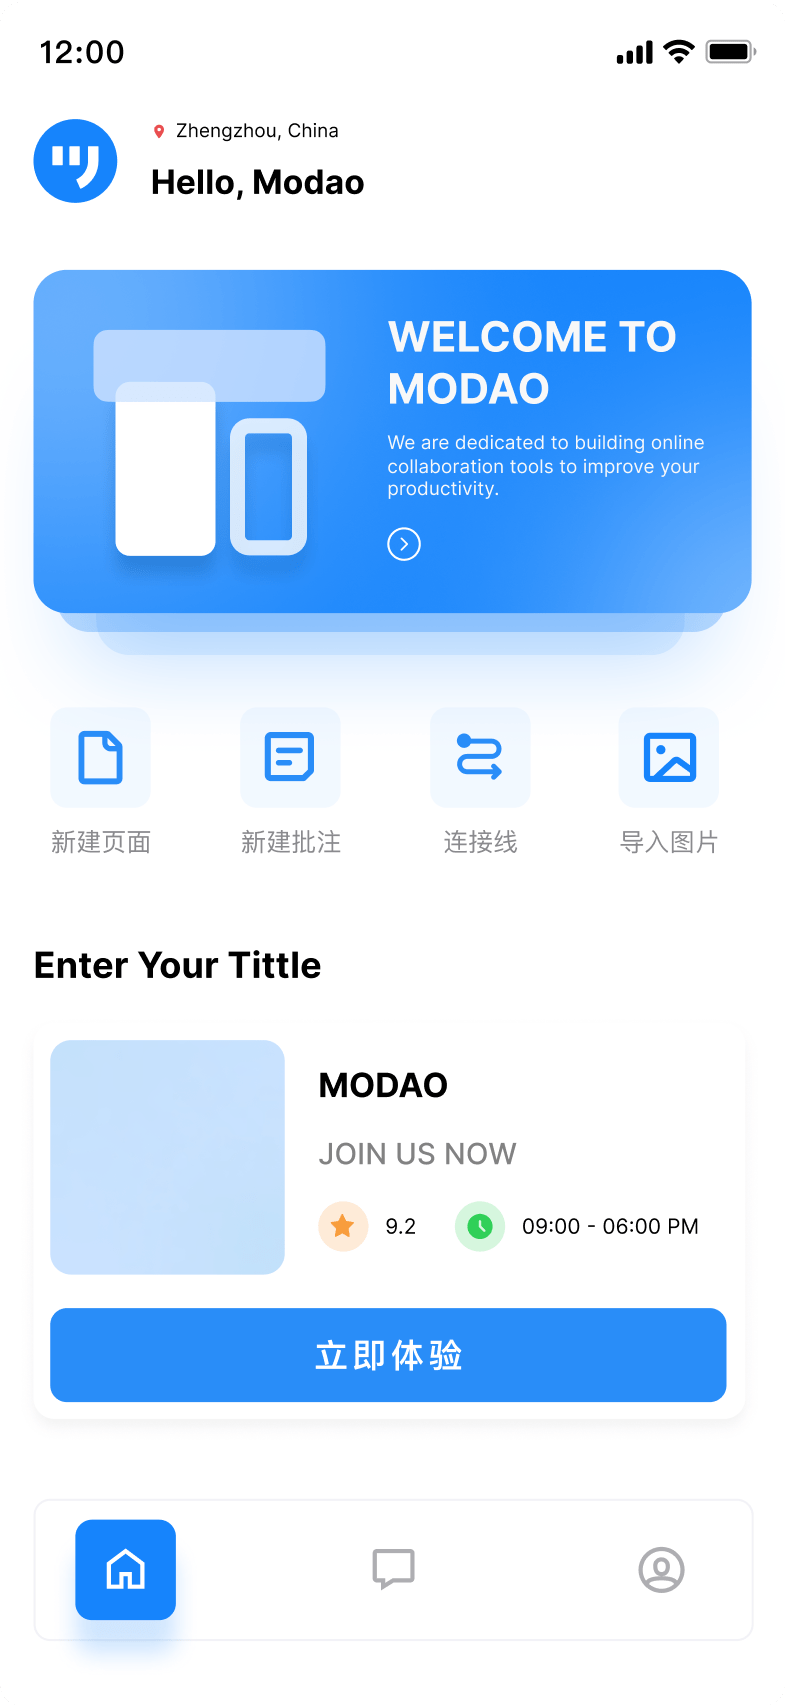 12:00
Zhengzhou, China
Hello, Modao
WELCOME TO
MODAO
We are dedicated to building online
collaboration tools to improve your
productivity.
新建页面
新建批注
连接线
导入图片
Enter Your Tittle
MODAO
JOIN US NOW
9.2
09:00 - 06:00 PM
立即体验